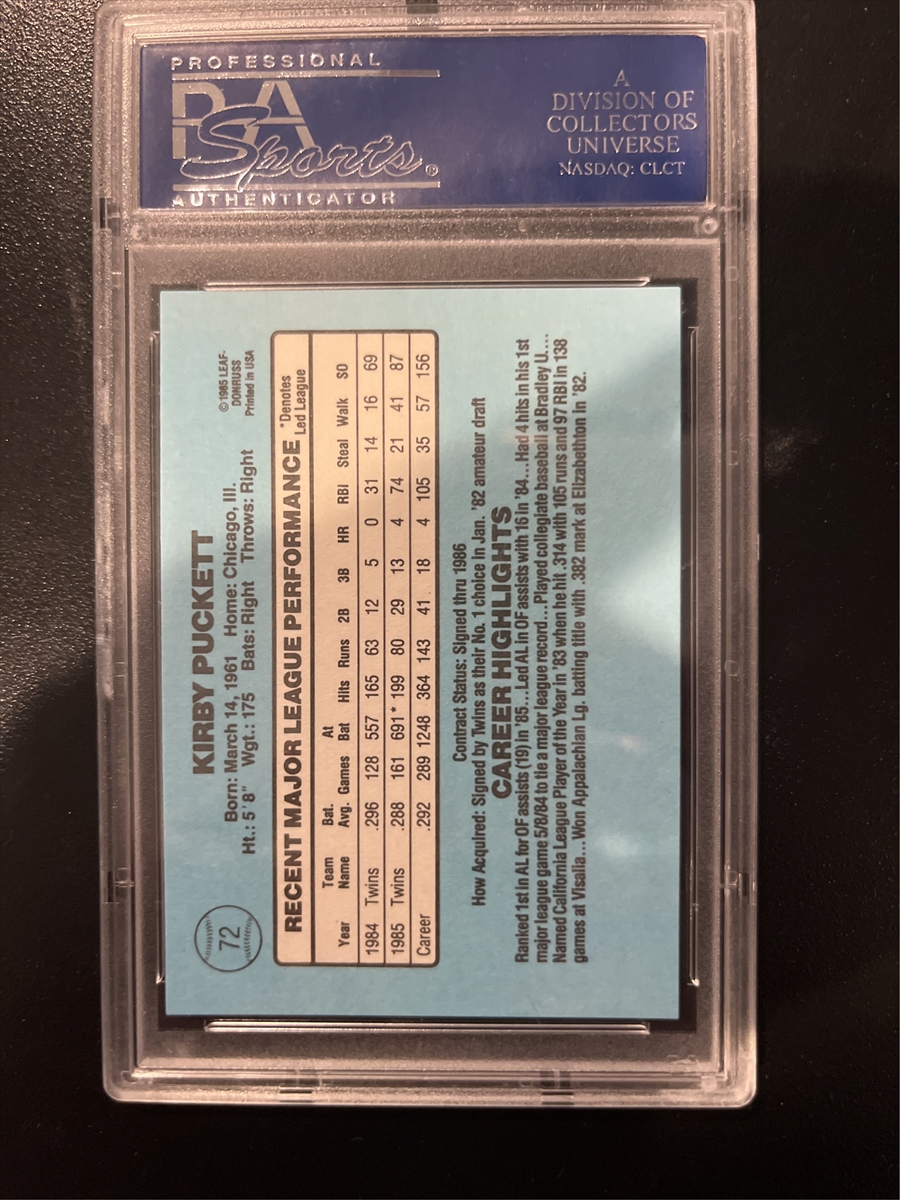 PROFESSIONAL
PSA
Sports®
AUTHENTICATOR
A
DIVISION OF
COLLECTORS
UNIVERSE
NASDAQ: CLCT
72
KIRBY PUCKETT
©1985 LEAF-
DONRUSS
Printed in USA
Born: March 14, 1961 Home: Chicago, Ill.
Ht.: 5'8" Wgt.: 175 Bats: Right Throws: Right
RECENT MAJOR LEAGUE PERFORMANCE *Denotes Led League
Year Team Name Bat. Avg. Games At Bat Hits Runs 2B 3B HR RBI Steal Walk SO
1984 Twins .296 128 557 165 63 12 5 0 31 14 16 69
1985 Twins .288 161 691* 199 80 29 13 4 74 21 41 87
Career .292 289 1248 364 143 41 18 4 105 35 57 156
Contract Status: Signed thru 1986
How Acquired: Signed by Twins as their No. 1 choice in Jan. '82 amateur draft
CAREER HIGHLIGHTS
Ranked 1st in AL for OF assists (19) in '85...Led AL in OF assists with 16 in '84...Had 4 hits in his 1st
major league game 5/8/84 to tie a major league record...Played collegiate baseball at Bradley U....
Named California League Player of the Year in '83 when he hit .314 with 105 runs and 97 RBI in 138
games at Visalia...Won Appalachian Lg. batting title with .382 mark at Elizabethton in '82.